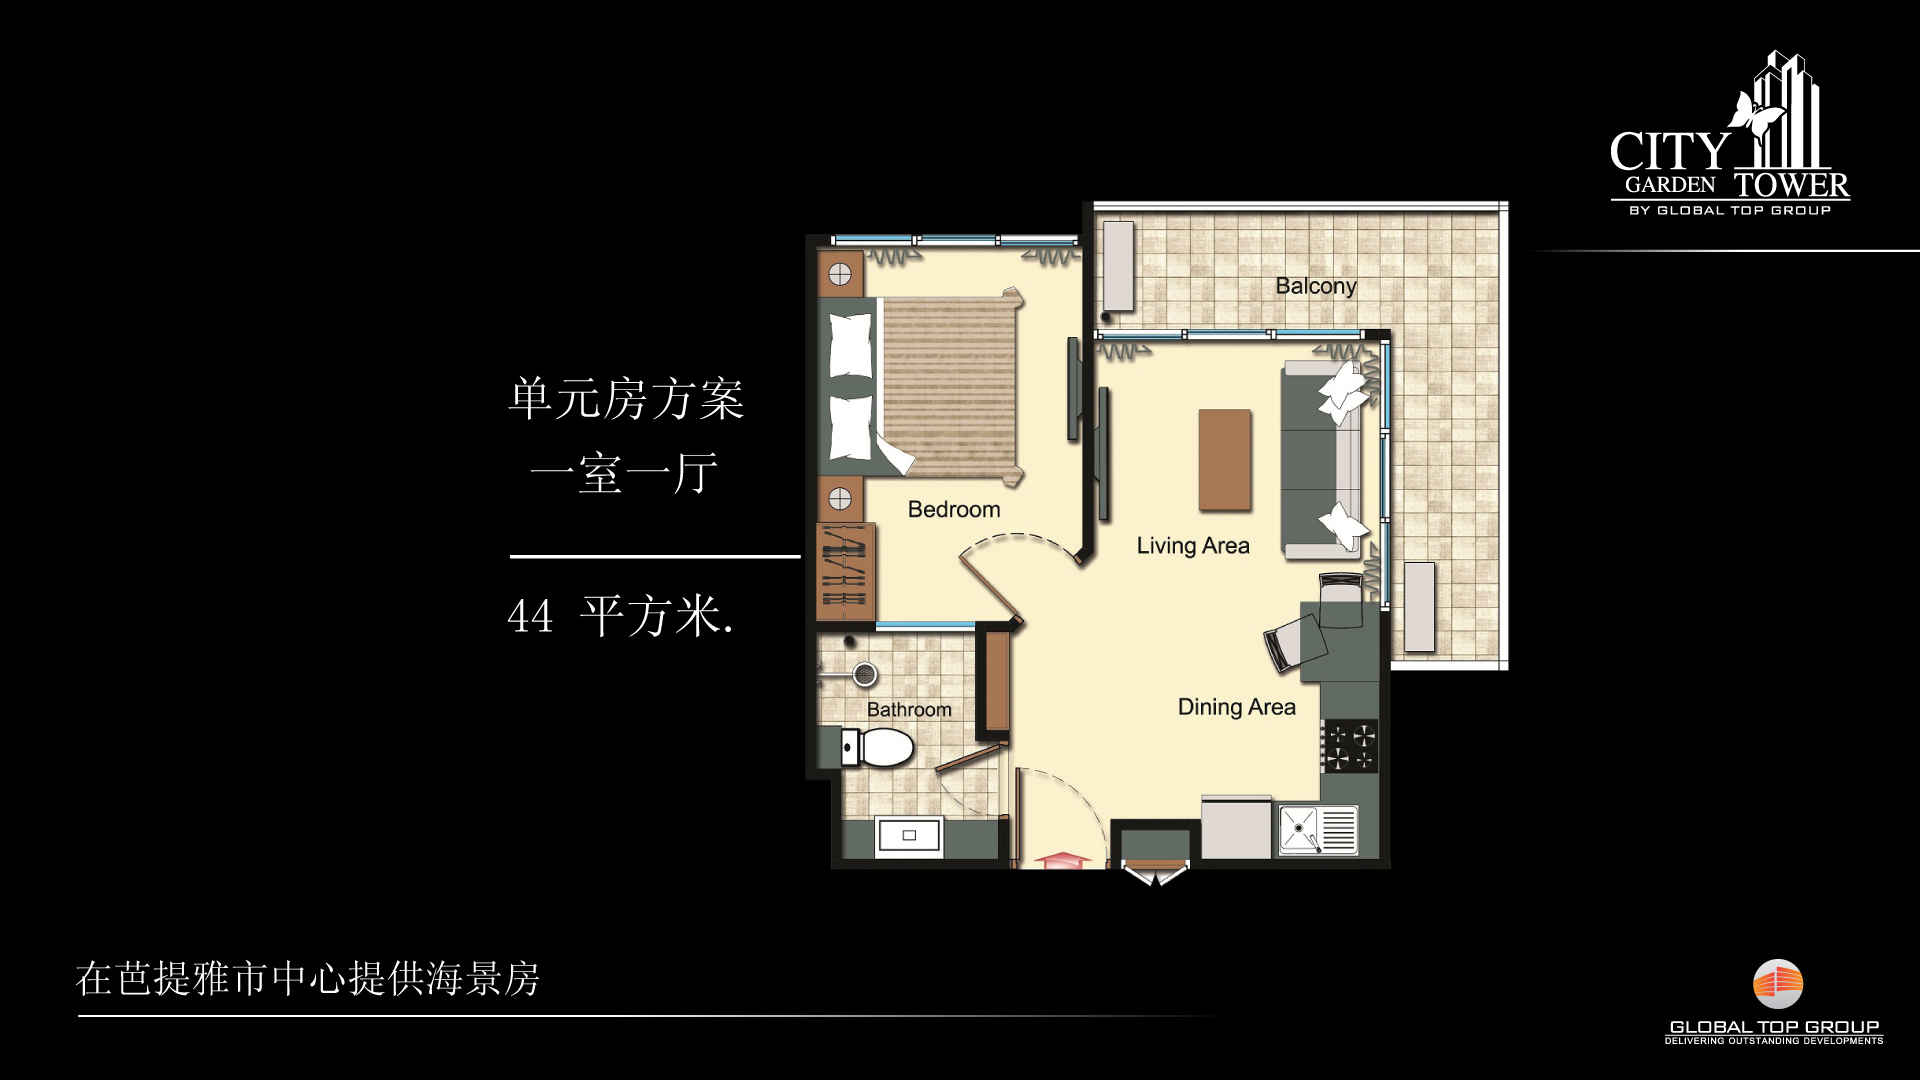 CITY
GARDEN TOWER
BY GLOBAL TOP GROUP
Balcony
单元房方案
一室一厅
Bedroom
Living Area
44 平方米.
Bathroom
Dining Area
在芭提雅市中心提供海景房
GLOBAL TOP GROUP
DELIVERING OUTSTANDING DEVELOPMENTS